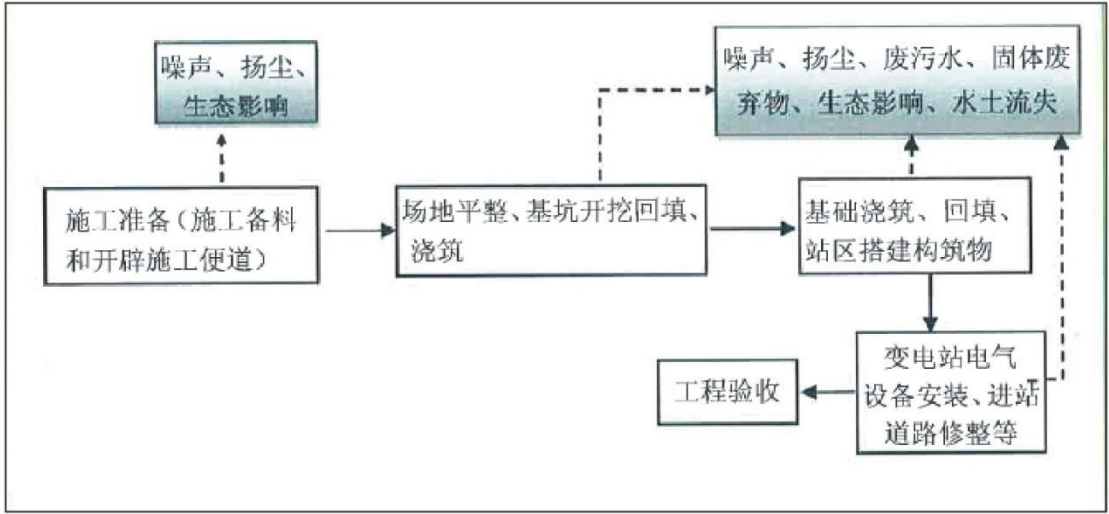 噪声、扬尘、
生态影响
噪声、扬尘、废污水、固体废
弃物、生态影响、水土流失
施工准备（施工备料
和开辟施工便道）
场地平整、基坑开挖回填、
浇筑
基础浇筑、回填、
站区搭建构筑物
变电站电气
设备安装、进站
道路修整等
工程验收